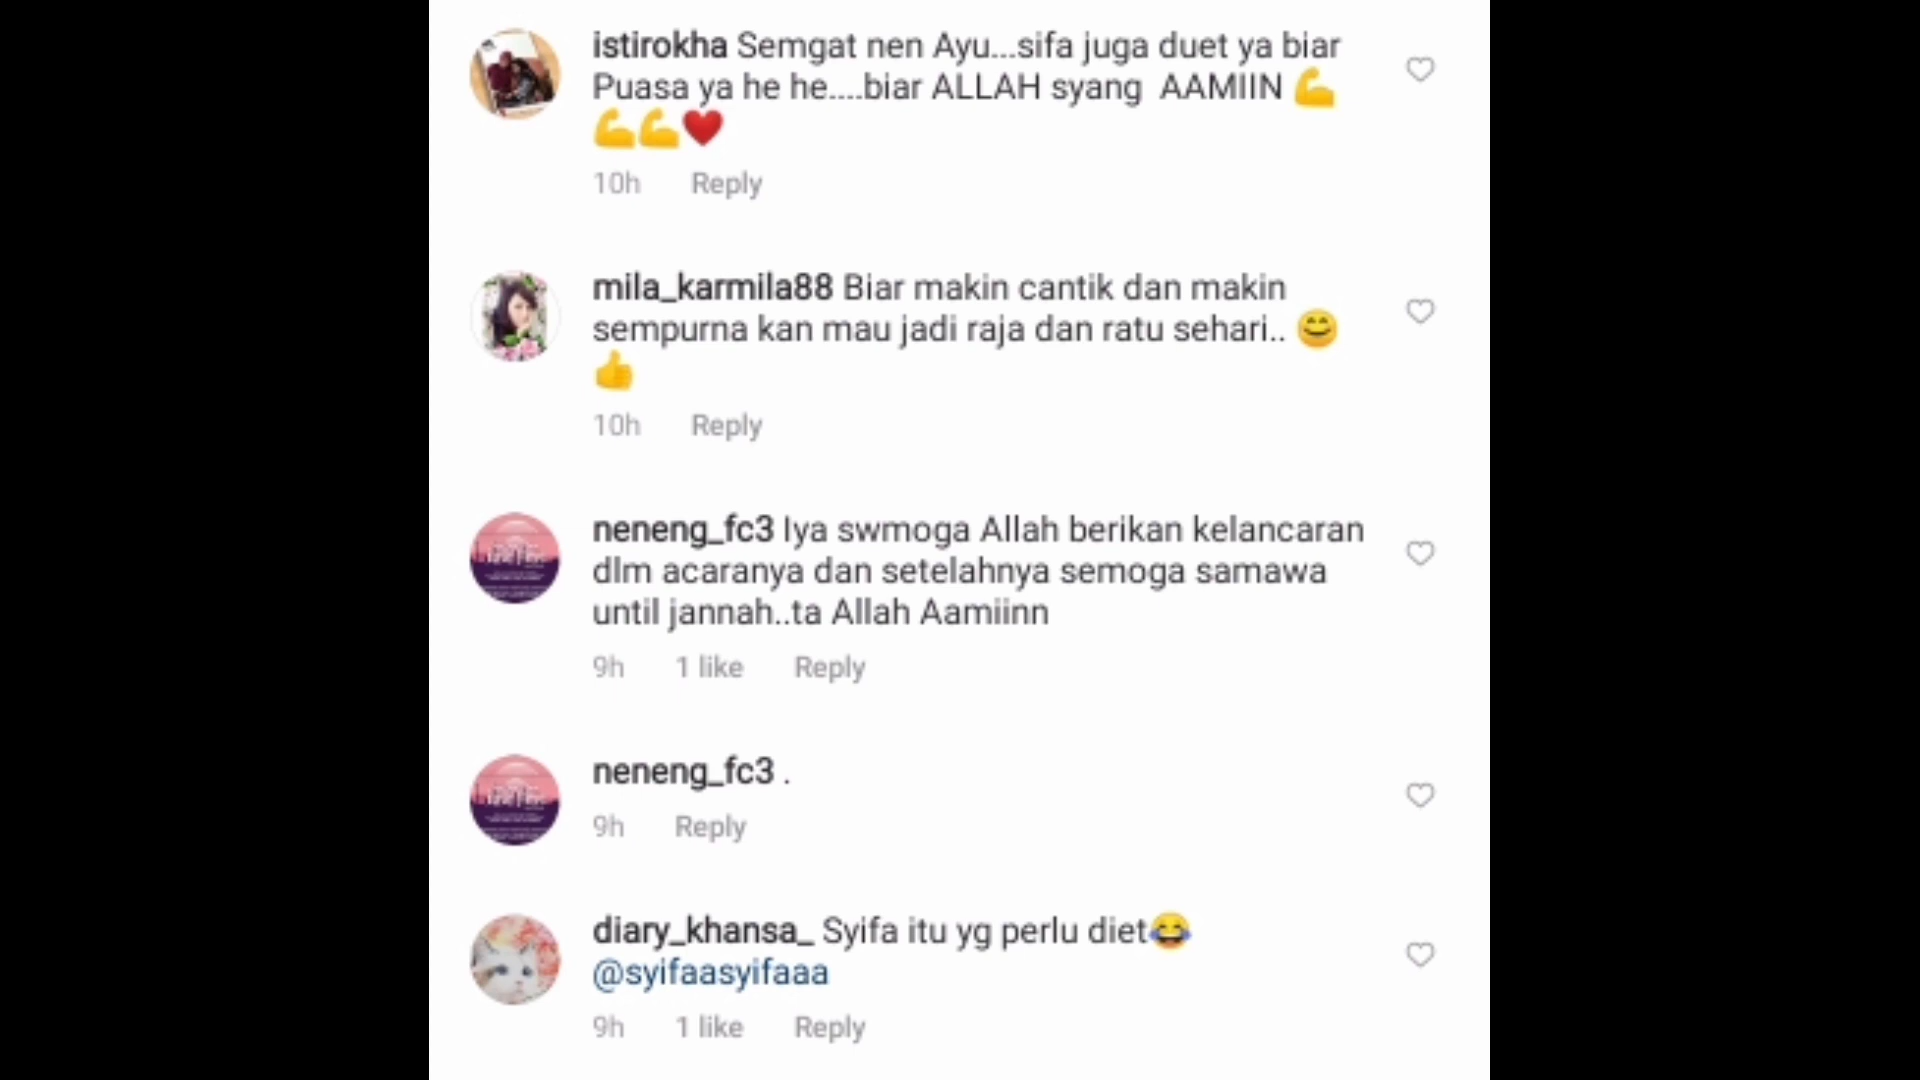 istirokha Semgat nen Ayu...sifa juga duet ya biar
Puasa ya he he....biar ALLAH syang AAMIIN 💪
💪💪❤️
10h Reply
mila_karmila88 Biar makin cantik dan makin
sempurna kan mau jadi raja dan ratu sehari.. 😊
👍
10h Reply
neneng_fc3 Iya swmoga Allah berikan kelancaran
dlm acaranya dan setelahnya semoga samawa
until jannah..ta Allah Aamiinn
9h 1 like Reply
neneng_fc3 .
9h Reply
diary_khansa_ Syifa itu yg perlu diet😂
@syifaasyifaaa
9h 1 like Reply